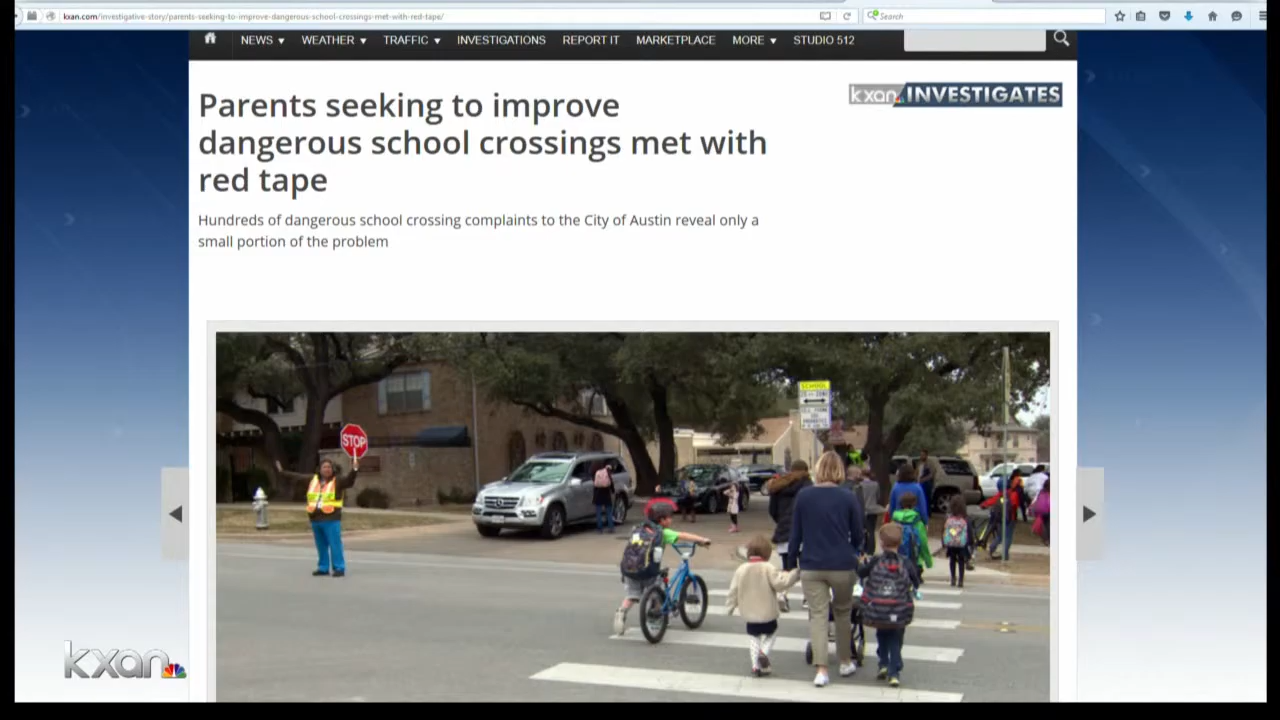 kxan.com/investigative-story/parents-seeking-to-improve-dangerous-school-crossings-met-with-red-tape/
Search
NEWS
WEATHER
TRAFFIC
INVESTIGATIONS
REPORT IT
MARKETPLACE
MORE
STUDIO 512
kxan INVESTIGATES
Parents seeking to improve
dangerous school crossings met with
red tape
Hundreds of dangerous school crossing complaints to the City of Austin reveal only a
small portion of the problem
SCHOOL
STOP
kxan